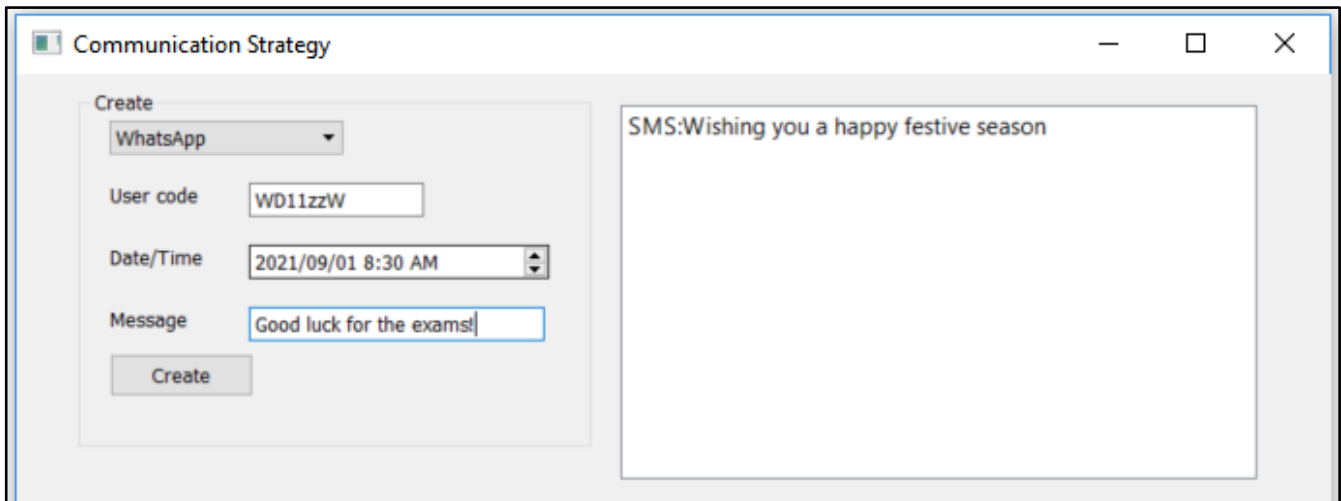 Communication Strategy
Create
WhatsApp
User code WD11zzW
Date/Time 2021/09/01 8:30 AM
Message Good luck for the exams!
Create
SMS:Wishing you a happy festive season